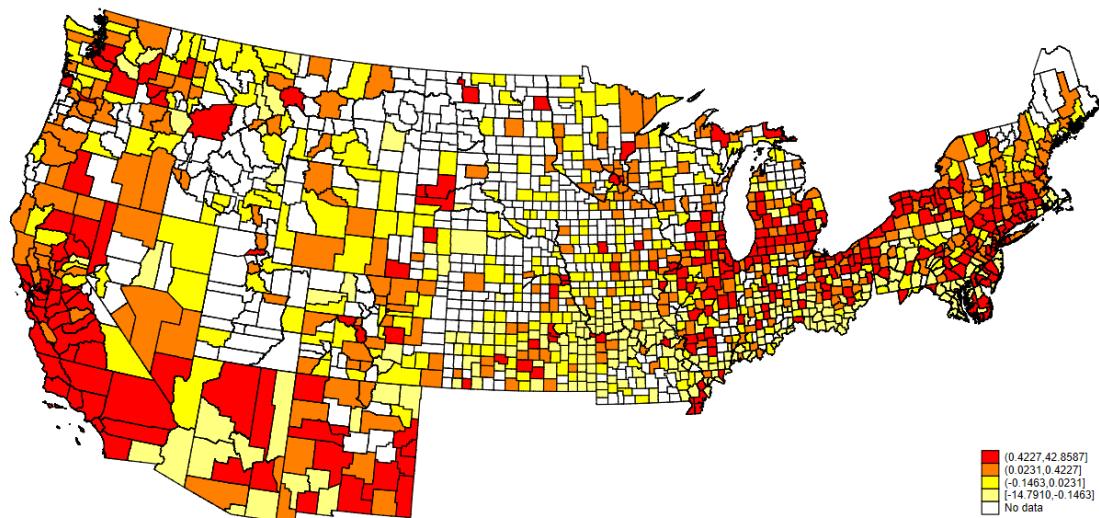 (0.4227,42.8587]
(0.0231,0.4227]
(-0.1463,0.0231]
[-14.7910,-0.1463]
No data